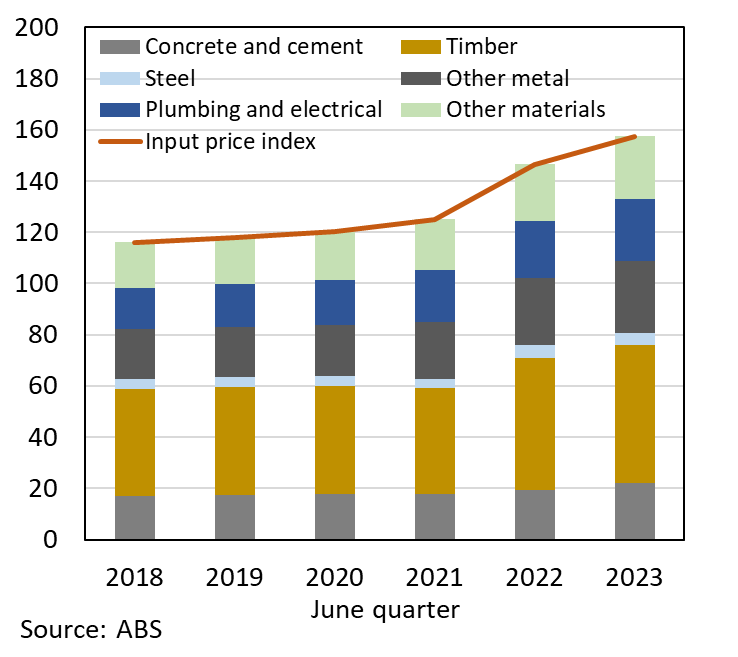 200
180
160
140
120
100
80
60
40
20
0
Concrete and cement
Timber
Steel
Other metal
Plumbing and electrical
Other materials
Input price index
2018 2019 2020 2021 2022 2023
June quarter
Source: ABS